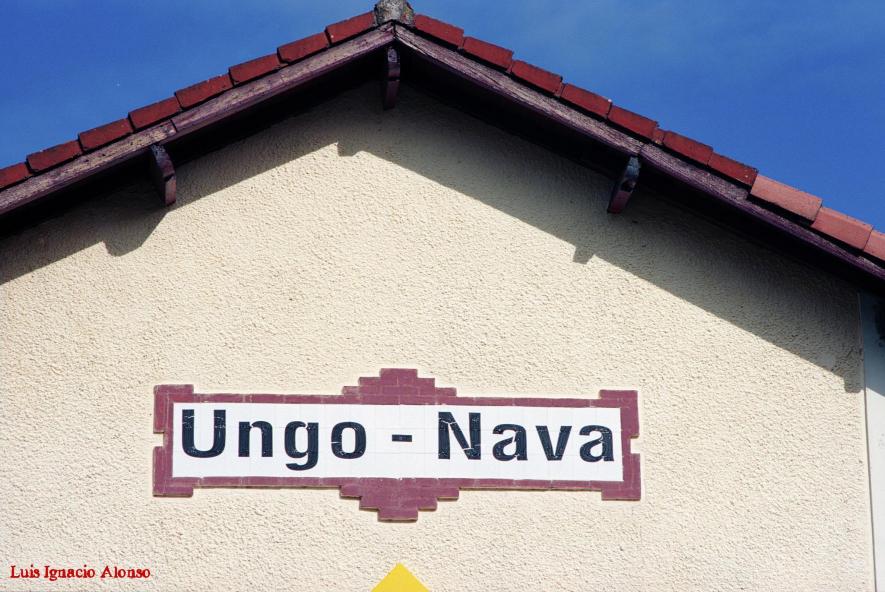 Ungo - Nava
Luis Ignacio Alonso